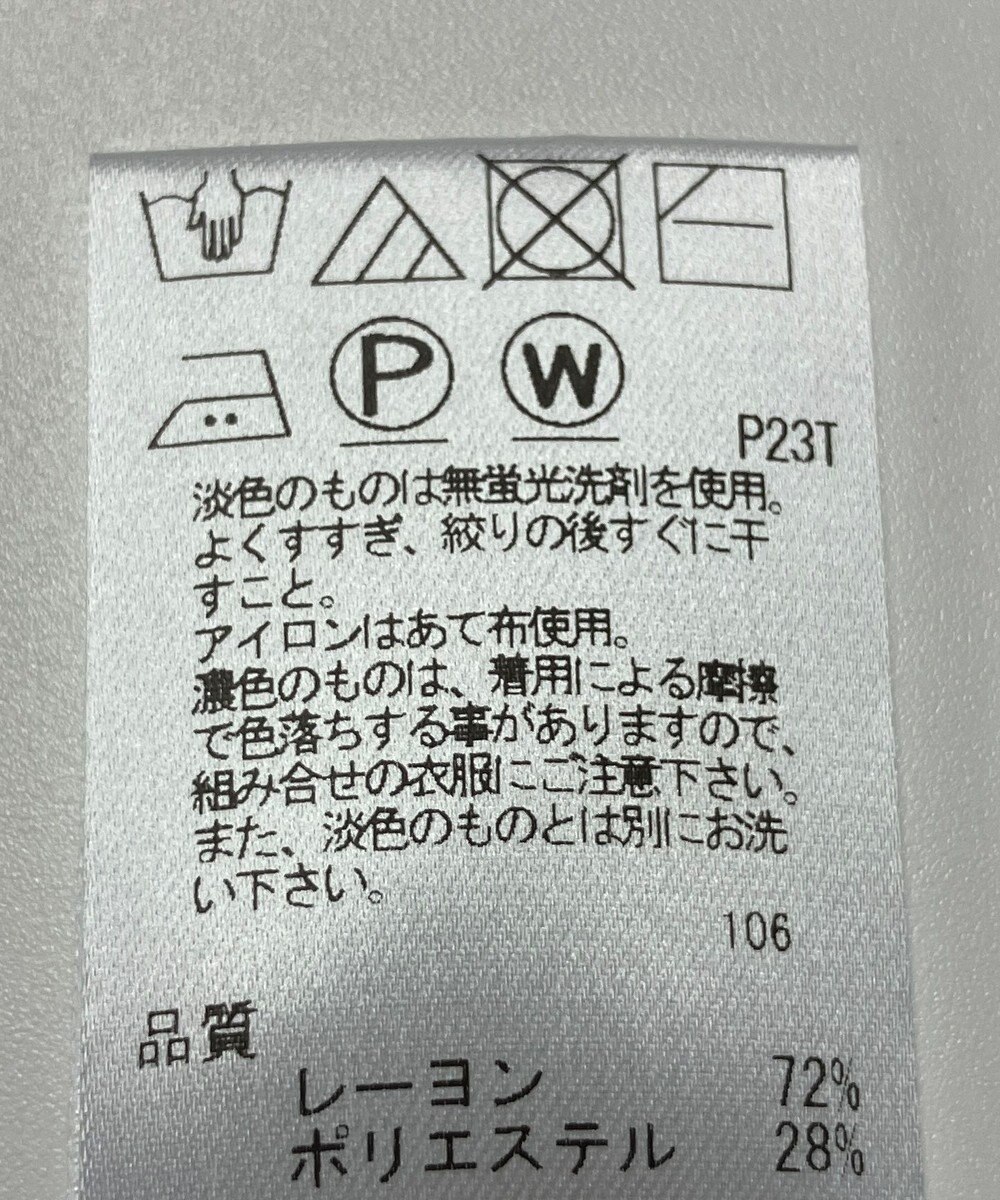 P
W
P23T
淡色のものは無蛍光洗剤を使用。
よくすすぎ、絞りの後すぐに干
すこと。
アイロンはあて布使用。
濃色のものは、着用による摩擦
で色落ちする事がありますので、
組み合せの衣服にご注意下さい。
また、淡色のものとは別にお洗
い下さい。
106
品質
レーヨン 72%
ポリエステル 28%